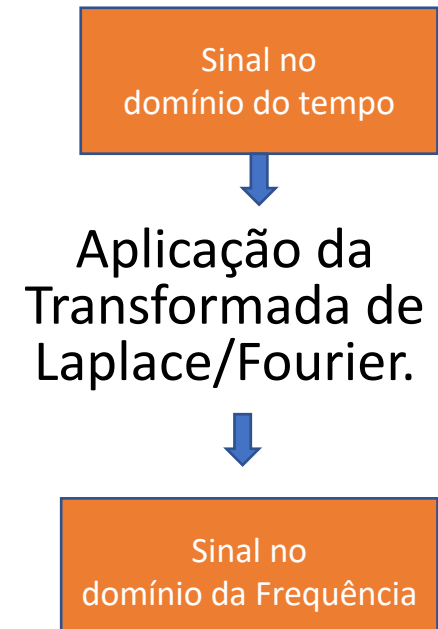 Sinal no
domínio do tempo
Aplicação da
Transformada de
Laplace/Fourier.
Sinal no
domínio da Frequência